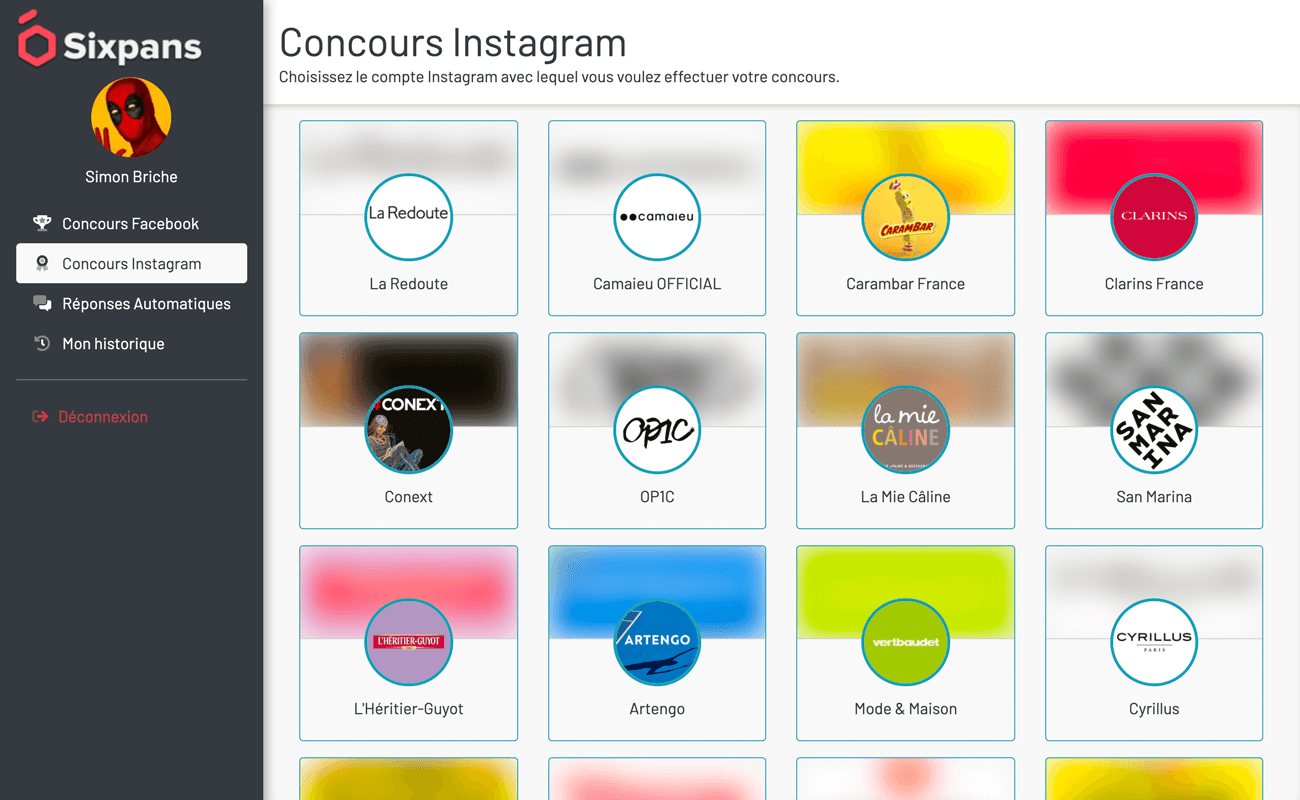 Sixpans
Simon Briche
Concours Facebook
Concours Instagram
Réponses Automatiques
Mon historique
Déconnexion
Concours Instagram
Choisissez le compte Instagram avec lequel vous voulez effectuer votre concours.
La Redoute
La Redoute
camaieu
Camaieu OFFICIAL
CARAMBAR
Carambar France
CLARINS
Clarins France
CONEXT
Conext
OP1C
OP1C
la mie
CÂLINE
La Mie Câline
SAN
MAR
INA
San Marina
L'HÉRITIER-GUYOT
L'Héritier-Guyot
ARTENGO
Artengo
vertbaudet
Mode & Maison
CYRILLUS
PARIS
Cyrillus